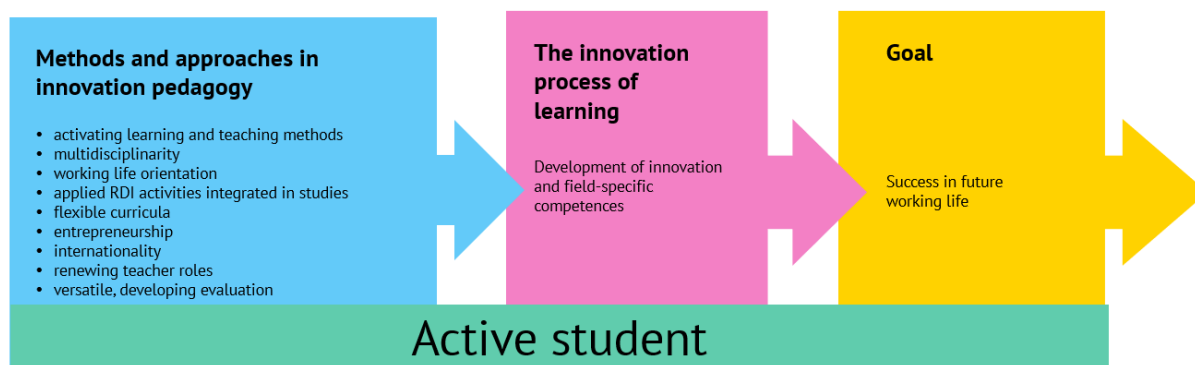 Methods and approaches in
innovation pedagogy
• activating learning and teaching methods
• multidisciplinarity
• working life orientation
• applied RDI activities integrated in studies
• flexible curricula
• entrepreneurship
• internationality
• renewing teacher roles
• versatile, developing evaluation
The innovation
process of
learning
Development of innovation
and field-specific
competences
Goal
Success in future
working life
Active student